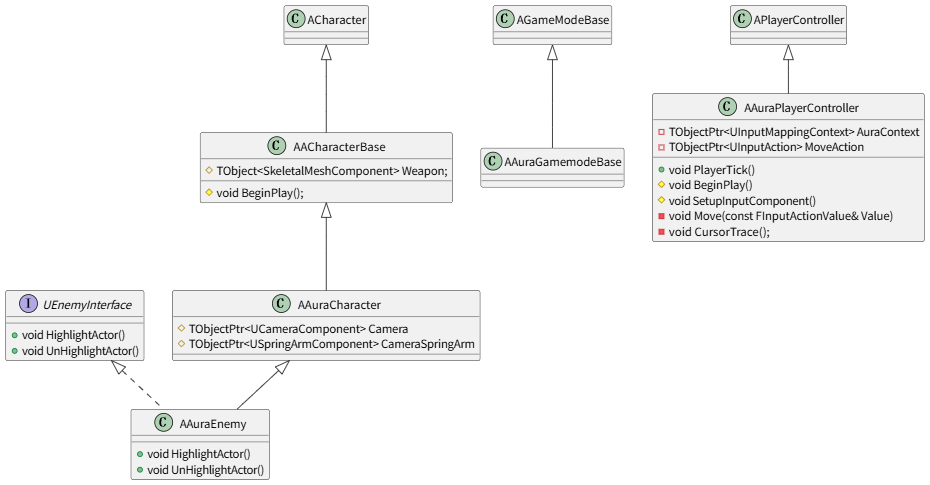 C ACharacter
C AGameModeBase
C APlayerController
C AACharacterBase
TObject<SkeletalMeshComponent> Weapon;
void BeginPlay();
C AAuraGamemodeBase
C AAuraPlayerController
TObjectPtr<UInputMappingContext> AuraContext
TObjectPtr<UInputAction> MoveAction
void PlayerTick()
void BeginPlay()
void SetupInputComponent()
void Move(const FInputActionValue& Value)
void CursorTrace();
I UEnemyInterface
void HighlightActor()
void UnHighlightActor()
C AAuraCharacter
TObjectPtr<UCameraComponent> Camera
TObjectPtr<USpringArmComponent> CameraSpringArm
C AAuraEnemy
void HighlightActor()
void UnHighlightActor()